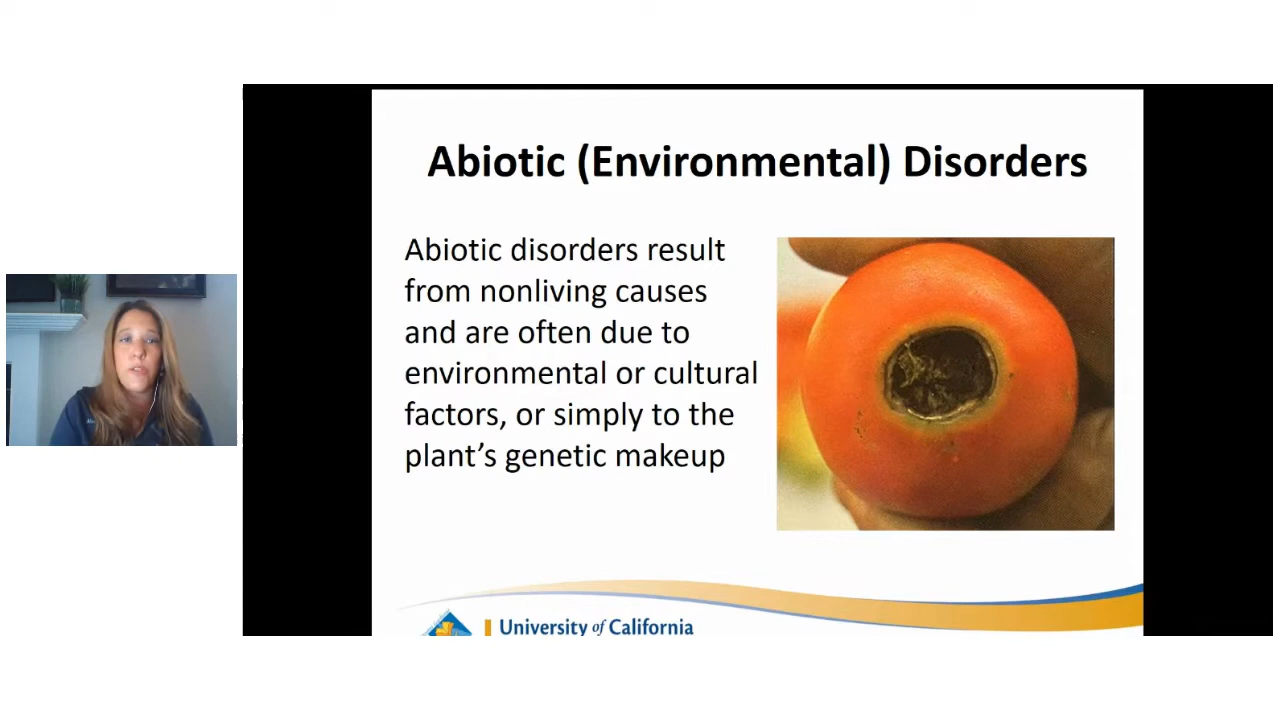 Abiotic (Environmental) Disorders
Abiotic disorders result
from nonliving causes
and are often due to
environmental or cultural
factors, or simply to the
plant’s genetic makeup
University of California